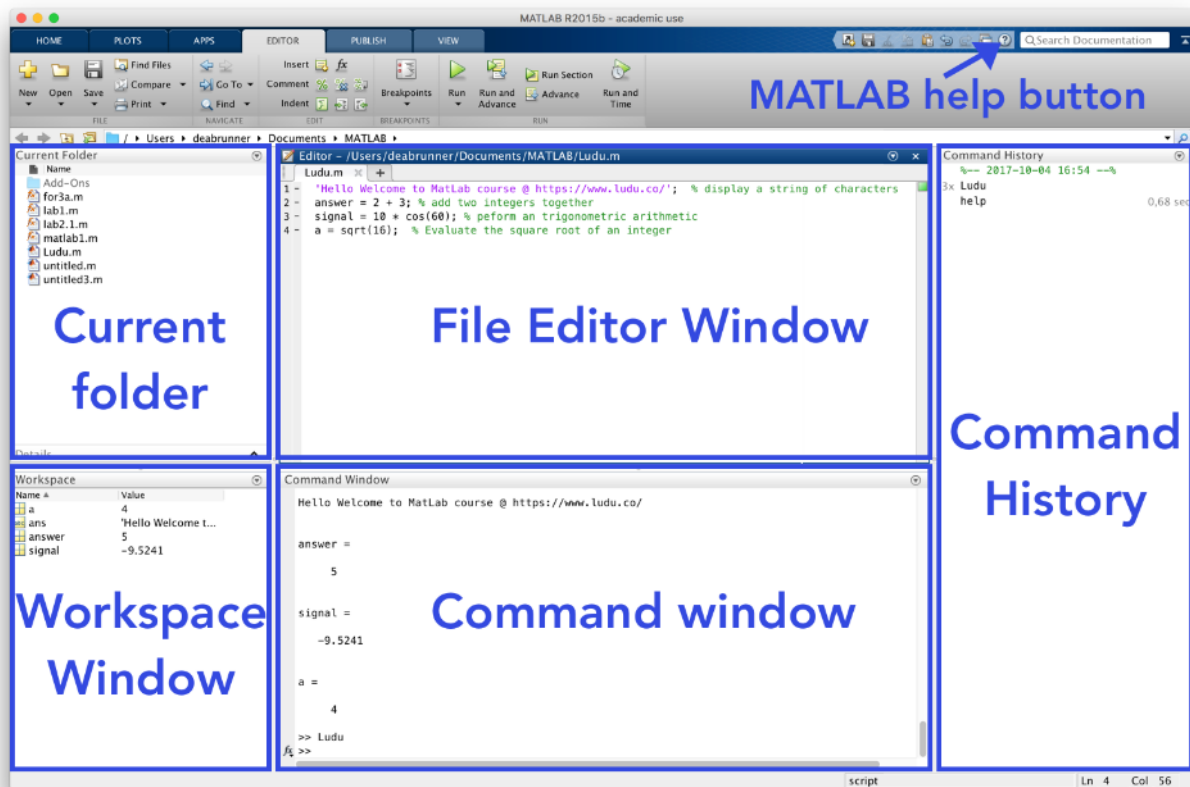 MATLAB R2015b - academic use
HOME PLOTS APPS EDITOR PUBLISH VIEW
Search Documentation
New Open Save
Find Files
Compare
Print
FILE
Go To
Find
NAVIGATE
Insert fx
Comment
Indent
EDIT
Breakpoints
BREAKPOINTS
Run
Run and Advance
Run Section
Advance
Run and Time
RUN
MATLAB help button
/ Users deabrunner Documents MATLAB
Current Folder
Name
Add-Ons
for3a.m
lab1.m
lab2.1.m
matlab1.m
Ludu.m
untitled.m
untitled3.m
Current
folder
Details
Editor - /Users/deabrunner/Documents/MATLAB/Ludu.m
Ludu.m
1 - 'Hello Welcome to MatLab course @ https://www.ludu.co/'; % display a string of characters
2 - answer = 2 + 3; % add two integers together
3 - signal = 10 * cos(60); % peform an trigonometric arithmetic
4 - a = sqrt(16); % Evaluate the square root of an integer
File Editor Window
Command History
%-- 2017-10-04 16:54 --%
3x Ludu
help 0,68 sec
Command
History
Workspace
Name Value
a 4
ans 'Hello Welcome t...
answer 5
signal -9.5241
Workspace
Window
Command Window
Hello Welcome to MatLab course @ https://www.ludu.co/
answer =
5
signal =
-9.5241
a =
4
>> Ludu
fx >>
Command window
script Ln 4 Col 56